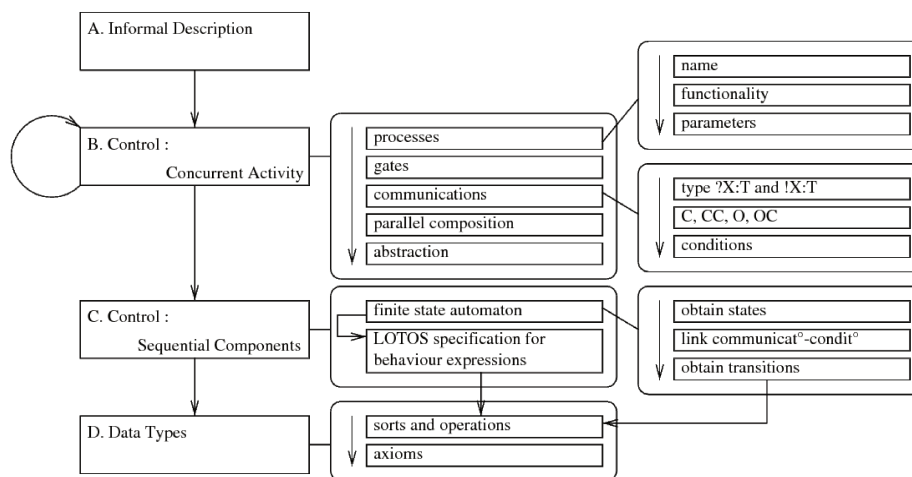 A. Informal Description
B. Control :
Concurrent Activity
processes
gates
communications
parallel composition
abstraction
name
functionality
parameters
type ?X:T and !X:T
C, CC, O, OC
conditions
C. Control :
Sequential Components
finite state automaton
LOTOS specification for
behaviour expressions
obtain states
link communicat°-condit°
obtain transitions
D. Data Types
sorts and operations
axioms